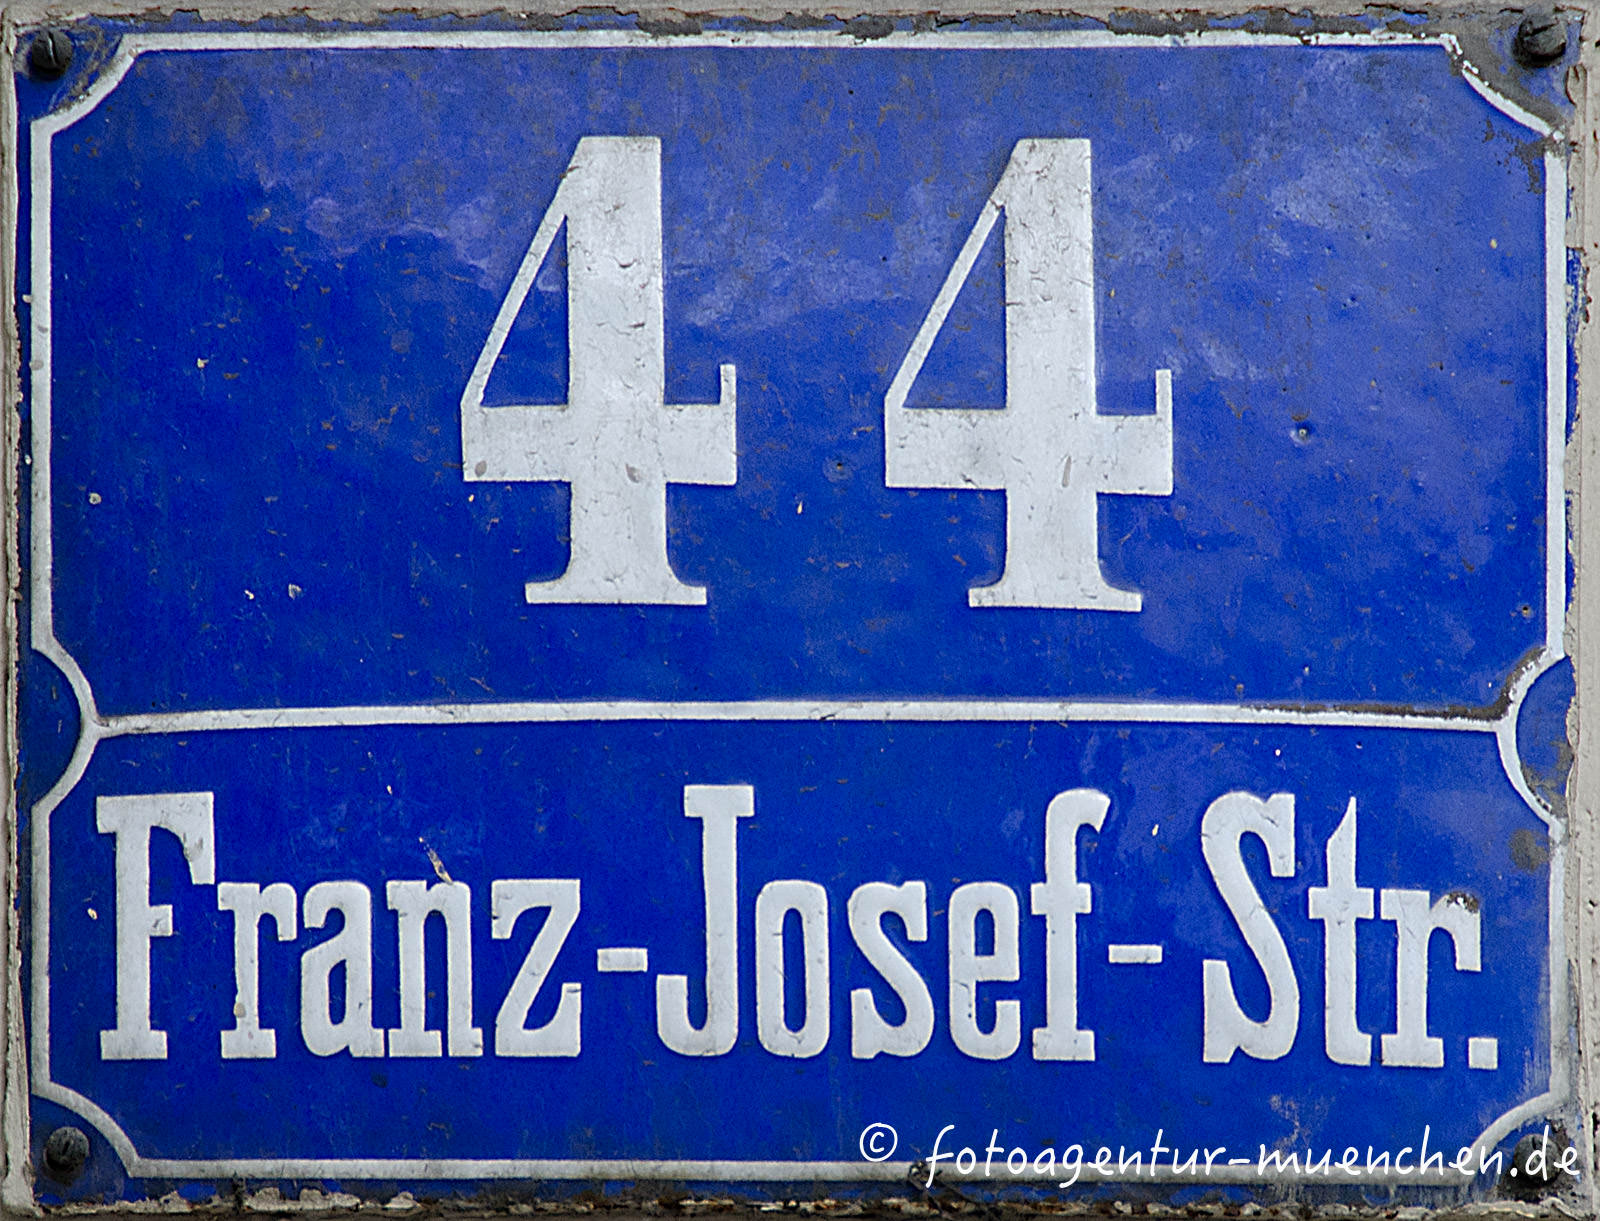 44
Franz-Josef-Str.
© fotoagentur-muenchen.de